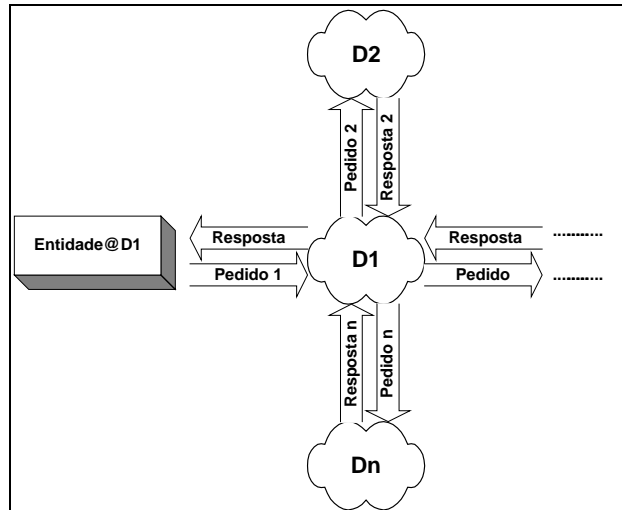 D2
Pedido 2
Resposta 2
Entidade@D1
Resposta
Pedido 1
D1
Resposta
............
Pedido
............
Resposta n
Pedido n
Dn